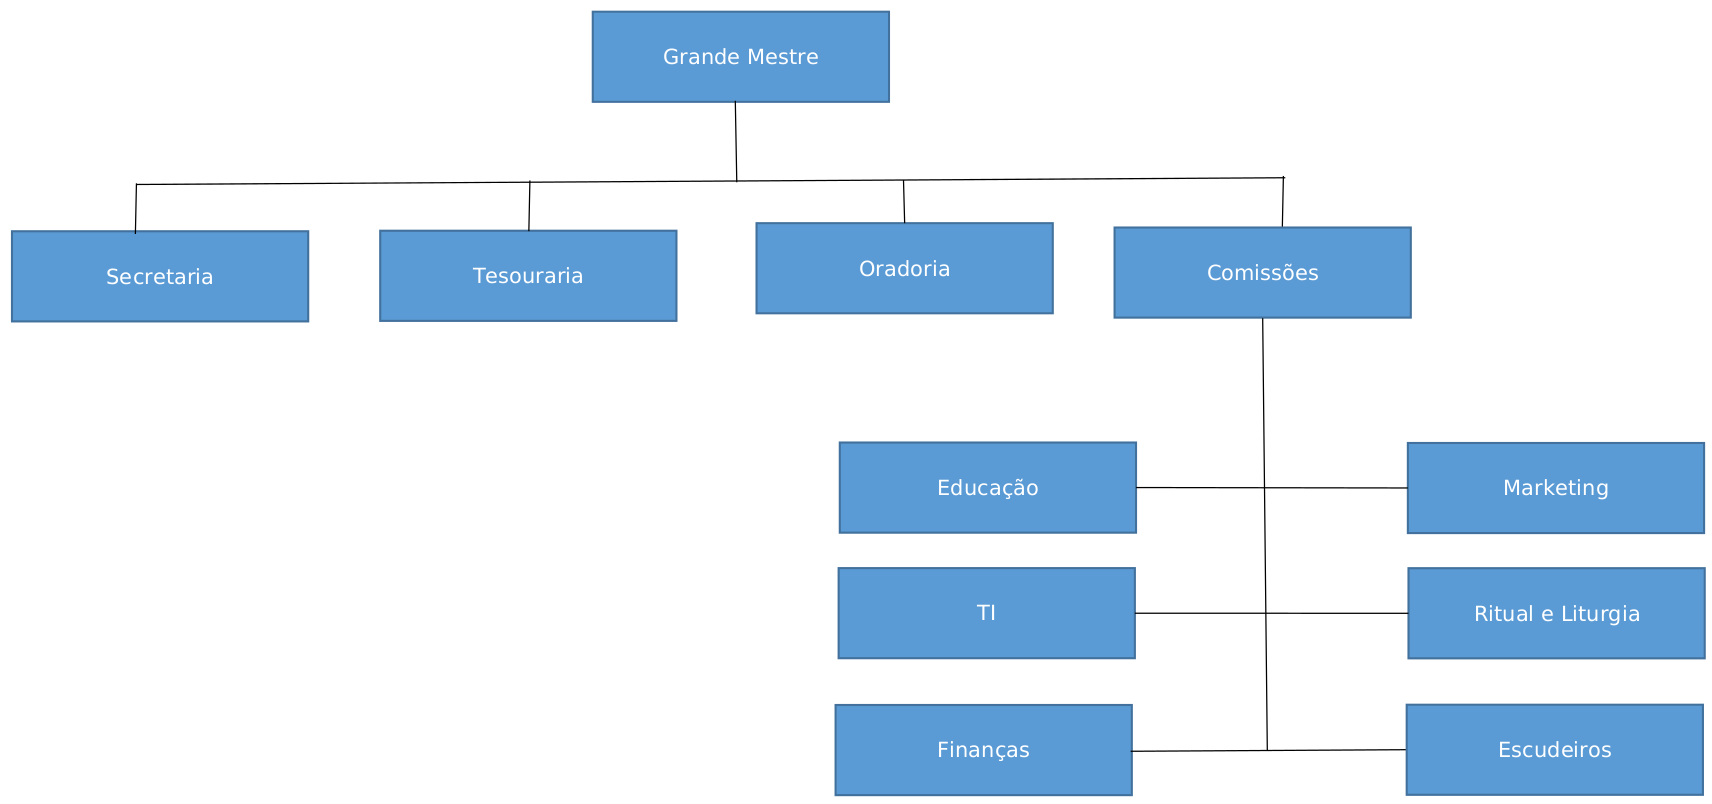 Grande Mestre
Secretaria
Tesouraria
Oradoria
Comissões
Educação
Marketing
TI
Ritual e Liturgia
Finanças
Escudeiros